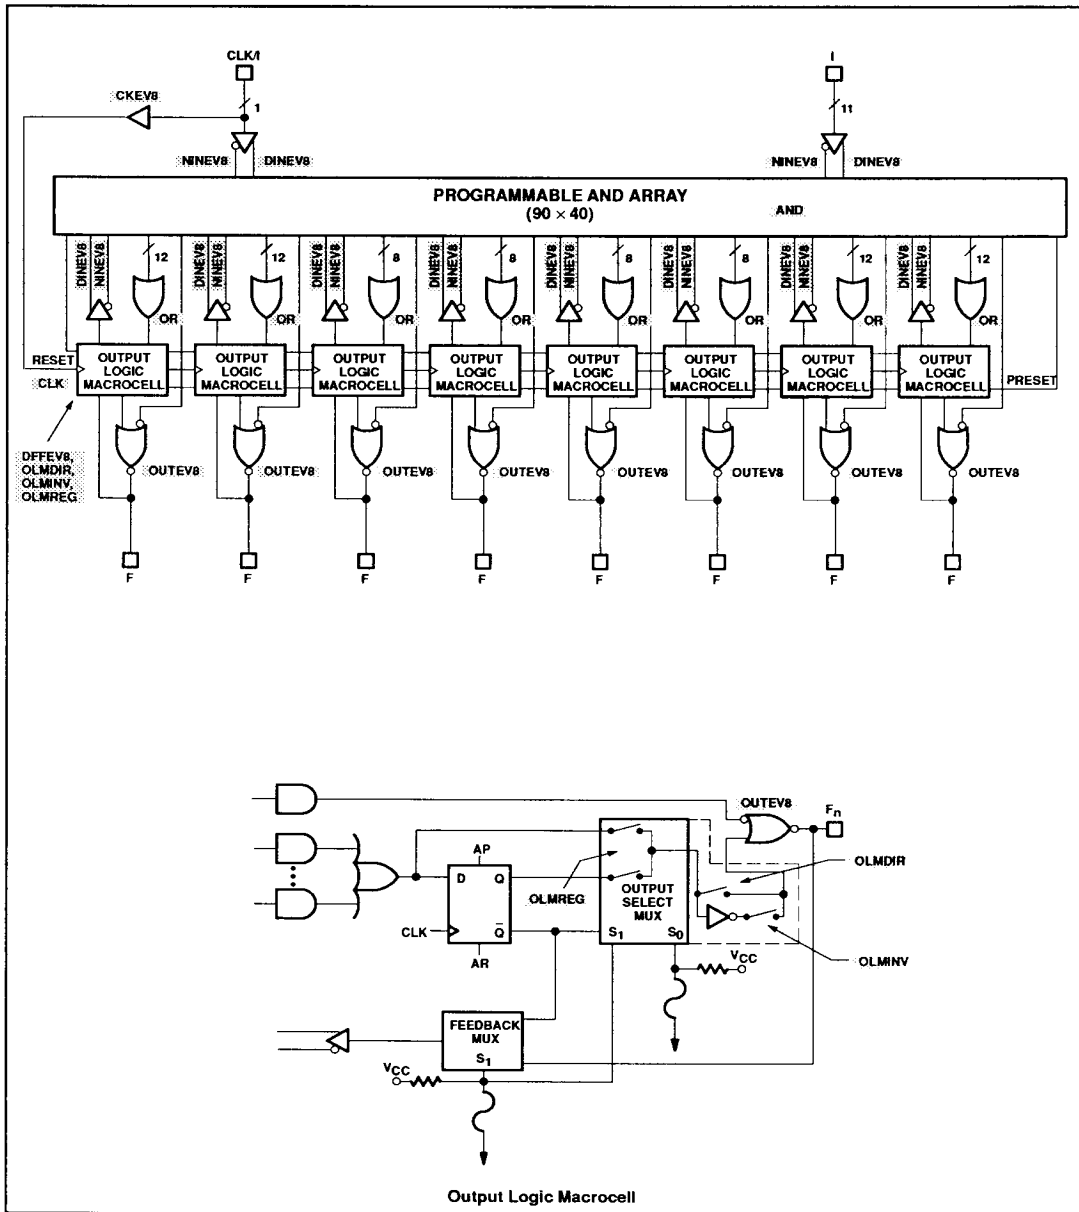 CLK/I I
CKEV8 1 11
NINEV8 DINEV8 NINEV8 DINEV8
PROGRAMMABLE AND ARRAY
(90 × 40) AND
DINEV8 NINEV8 12 DINEV8 NINEV8 12 DINEV8 NINEV8 8 DINEV8 NINEV8 8 DINEV8 NINEV8 8 DINEV8 NINEV8 8 DINEV8 NINEV8 12 DINEV8 NINEV8 12
OR OR OR OR OR OR OR OR
RESET
CLK
OUTPUT LOGIC MACROCELL
OUTPUT LOGIC MACROCELL
OUTPUT LOGIC MACROCELL
OUTPUT LOGIC MACROCELL
OUTPUT LOGIC MACROCELL
OUTPUT LOGIC MACROCELL
OUTPUT LOGIC MACROCELL
OUTPUT LOGIC MACROCELL
PRESET
DFFEV8,
OLMDIR,
OLMINV,
OLMREG
OUTEV8 OUTEV8 OUTEV8 OUTEV8 OUTEV8 OUTEV8 OUTEV8 OUTEV8
F F F F F F F F
OUTEV8 Fn
AP
D Q
CLK Q̅
AR
OLMREG
OUTPUT
SELECT
MUX
S1 S0
OLMDIR
OLMINV
VCC
FEEDBACK
MUX
S1
VCC
Output Logic Macrocell